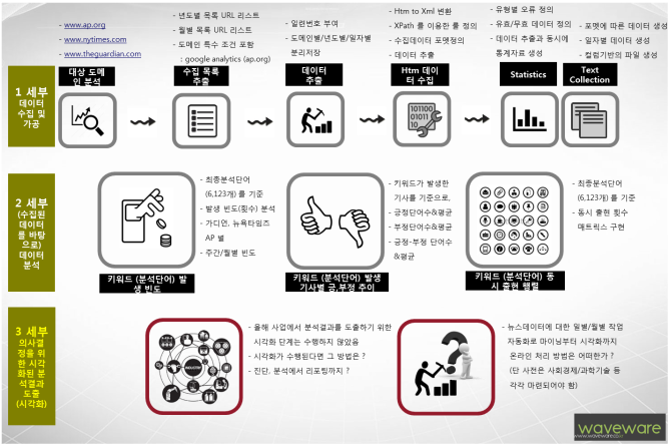 - www.ap.org
- www.nytimes.com
- www.theguardian.com
- 년도별 목록 URL 리스트
- 월별 목록 URL 리스트
- 도메인 특수 조건 포함
: google analytics (ap.org)
- 일련번호 부여
- 도메인별/년도별/일자별
분리저장
- Htm to Xml 변환
- XPath 를 이용한 룰 정의
- 수집데이터 포맷정의
- 데이터 추출
- 유형별 오류 정의
- 유효/무효 데이터 정의
- 데이터 추출과 동시에
통계자료 생성
- 포멧에 따른 데이터 생성
- 일자별 데이터 생성
- 컬럼기반의 파일 생성
1 세부
데이터
수집 및
가공
대상 도메
인 분석
수집 목록
추출
데이터
추출
Htm 데이
터 수집
Statistics
Text
Collection
101100
01011
10
2 세부
(수집된
데이터
를 바탕
으로)
데이터
분석
- 최종분석단어
(6,123개) 를 기준
- 발생 빈도(횟수) 분석
- 가디언, 뉴욕타임즈
AP 별
- 주간/월별 빈도
키워드 (분석단어) 발
생 빈도
- 키워드가 발생한
기사를 기준으로,
- 긍정단어수&평균
- 부정단어수&평균
- 긍정-부정 단어수
&평균
키워드 (분석단어) 발생
기사별 긍,부정 추이
- 최종분석단어
(6,123개) 를 기준
- 동시 출현 횟수
매트릭스 구현
키워드 (분석단어) 동
시 출현 행렬
3 세부
의사결
정을 위
한 시각
화된 분
석결과
도출
(시각화)
INDUSTRY
- 올해 사업에서 분석결과를 도출하기 위한
시각화 단계는 수행하지 않았음
- 시각화가 수행된다면 그 방법은 ?
- 진단. 분석에서 리포팅까지 ?
- 뉴스데이터에 대한 일별/월별 작업
자동화로 마이닝부터 시각화까지
온라인 처리 방법은 어떠한가 ?
(단 사전은 사회경제/과학기술 등
각각 마련되어야 함)
waveware